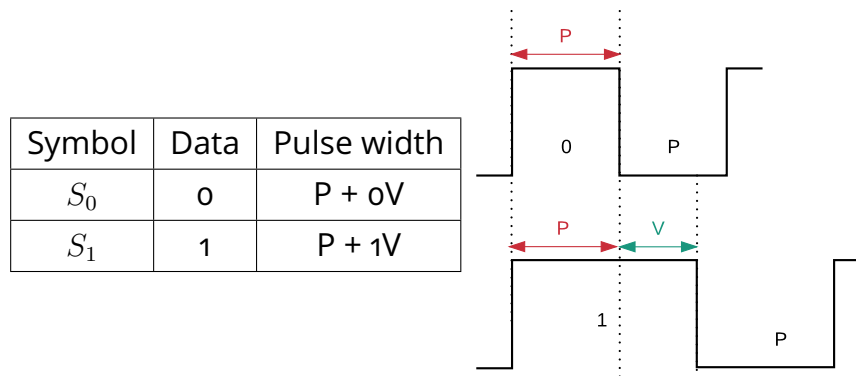 Symbol Data Pulse width
S₀ 0 P + 0V
S₁ 1 P + 1V
P
0 P
P V
1
P